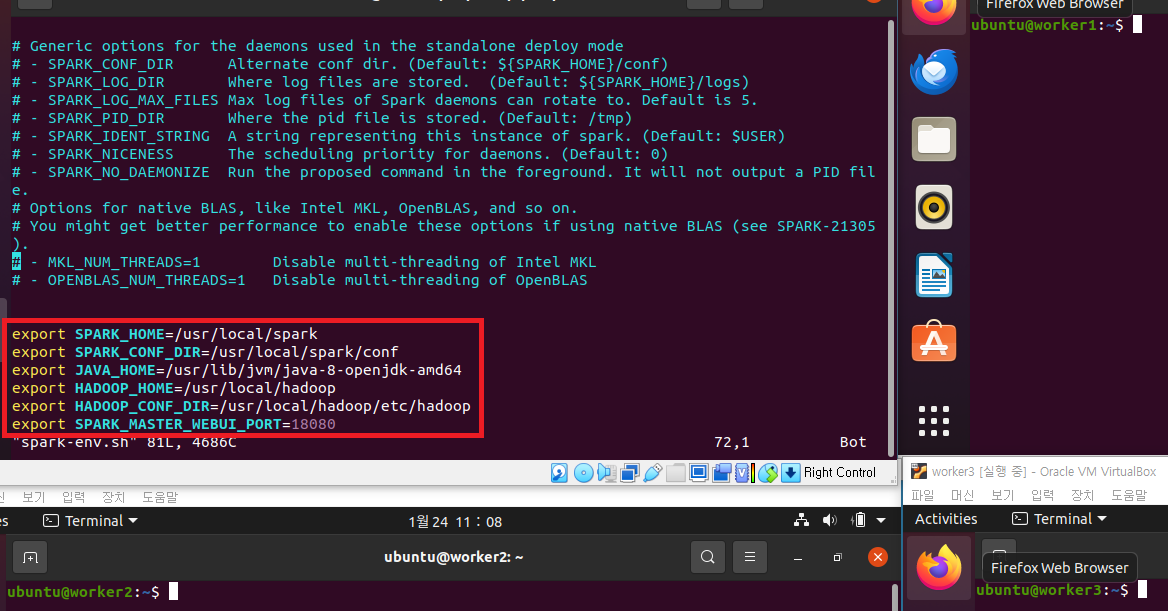 Firefox Web Browser
ubuntu@worker1:~$
# Generic options for the daemons used in the standalone deploy mode
# - SPARK_CONF_DIR      Alternate conf dir. (Default: ${SPARK_HOME}/conf)
# - SPARK_LOG_DIR       Where log files are stored.  (Default: ${SPARK_HOME}/logs)
# - SPARK_LOG_MAX_FILES Max log files of Spark daemons can rotate to. Default is 5.
# - SPARK_PID_DIR       Where the pid file is stored. (Default: /tmp)
# - SPARK_IDENT_STRING  A string representing this instance of spark. (Default: $USER)
# - SPARK_NICENESS      The scheduling priority for daemons. (Default: 0)
# - SPARK_NO_DAEMONIZE  Run the proposed command in the foreground. It will not output a PID fil
e.
# Options for native BLAS, like Intel MKL, OpenBLAS, and so on.
# You might get better performance to enable these options if using native BLAS (see SPARK-21305
).
# - MKL_NUM_THREADS=1        Disable multi-threading of Intel MKL
# - OPENBLAS_NUM_THREADS=1   Disable multi-threading of OpenBLAS
export SPARK_HOME=/usr/local/spark
export SPARK_CONF_DIR=/usr/local/spark/conf
export JAVA_HOME=/usr/lib/jvm/java-8-openjdk-amd64
export HADOOP_HOME=/usr/local/hadoop
export HADOOP_CONF_DIR=/usr/local/hadoop/etc/hadoop
export SPARK_MASTER_WEBUI_PORT=18080
"spark-env.sh" 81L, 4686C 72,1 Bot
Right Control
보기 입력 장치 도움말
Terminal 1월 24 11 : 08
ubuntu@worker2: ~
ubuntu@worker2:~$
worker3 [실행 중] - Oracle VM VirtualBox
파일 머신 보기 입력 장치 도움말
Activities Terminal
Firefox Web Browser
ubuntu@worker3:~$